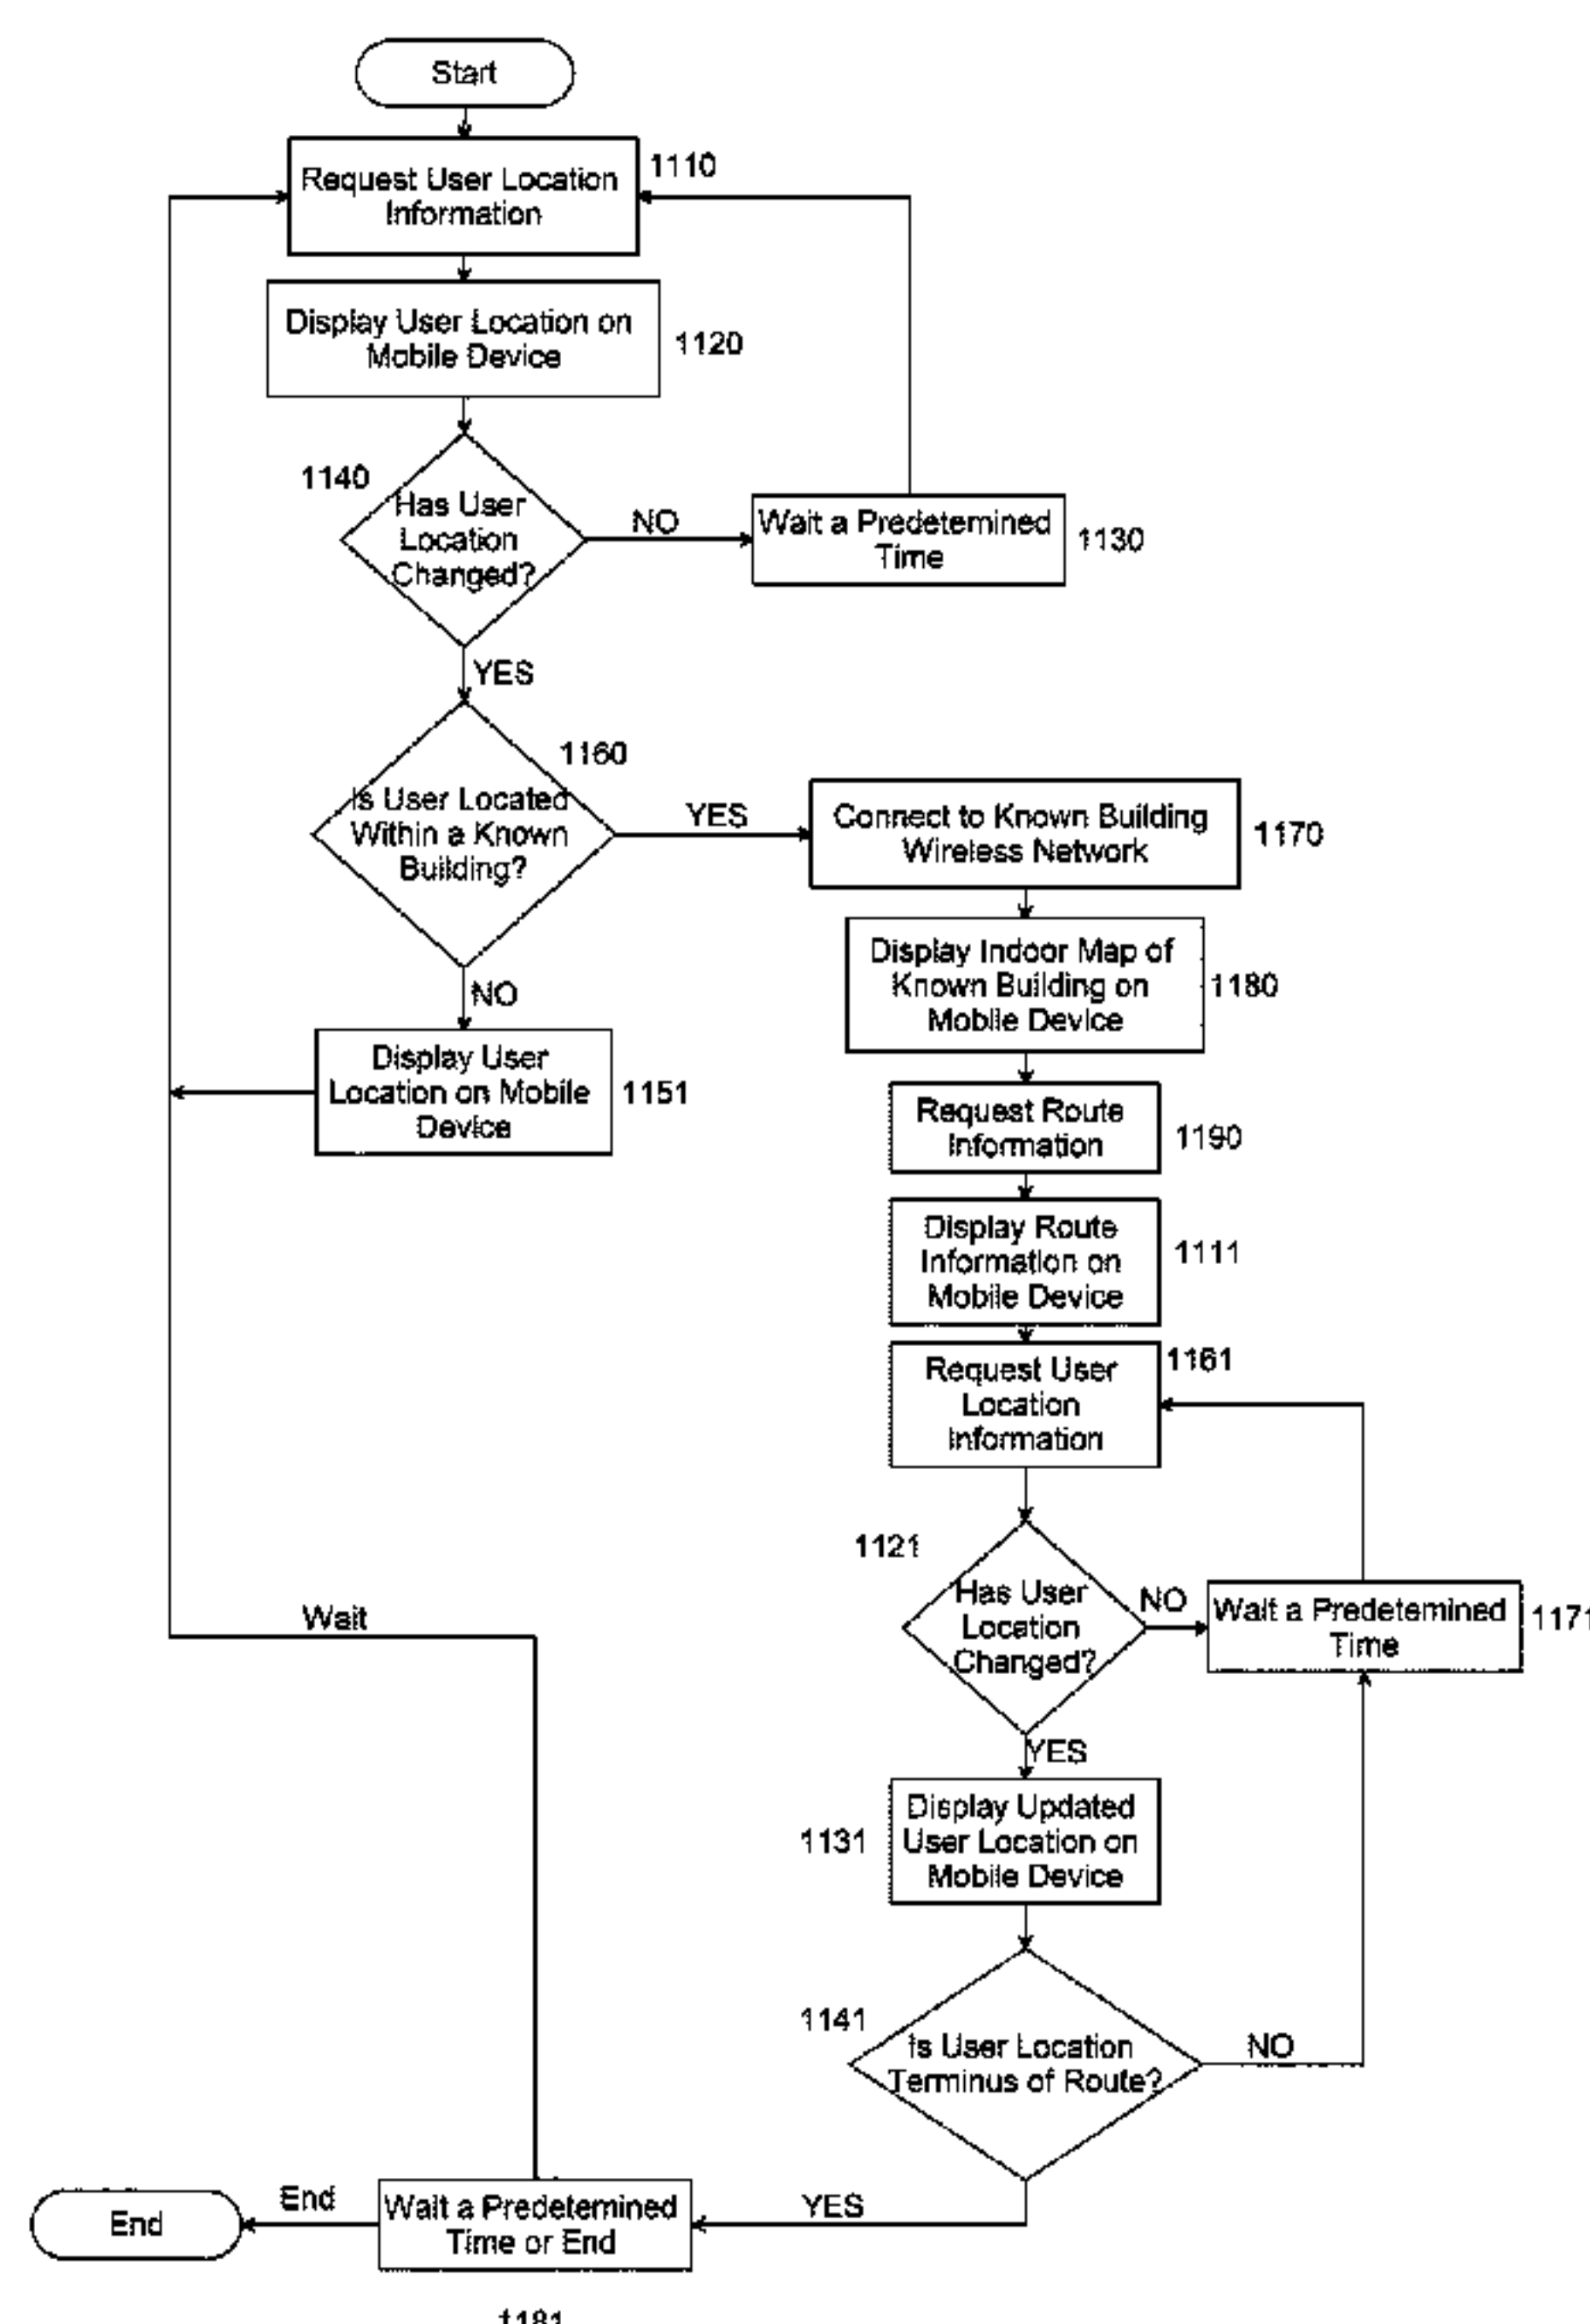 Start
Request User Location
Information
1110
Display User Location on
Mobile Device
1120
1140
Has User
Location
Changed?
NO
Wait a Predetemined
Time
1130
YES
1160
Is User Located
Within a Known
Building?
YES
Connect to Known Building
Wireless Network
1170
Display Indoor Map of
Known Building on
Mobile Device
1180
NO
Display User
Location on Mobile
Device
1151
Request Route
Information
1190
Display Route
Information on
Mobile Device
1111
Request User
Location
Information
1161
1121
Has User
Location
Changed?
NO
Wait a Predetemined
Time
1171
Wait
YES
Display Updated
User Location on
Mobile Device
1131
1141
Is User Location
Terminus of Route?
NO
YES
Wait a Predetemined
Time or End
End
End
1181